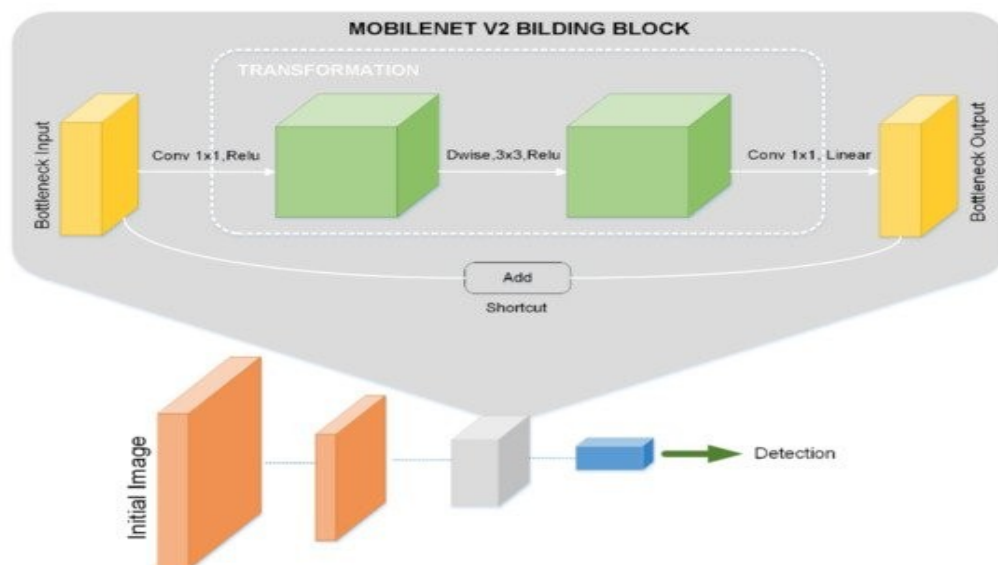 MOBILENET V2 BILDING BLOCK
TRANSFORMATION
Bottleneck Input
Conv 1x1,Relu
Dwise,3x3,Relu
Conv 1x1, Linear
Bottleneck Output
Add
Shortcut
Initial Image
Detection